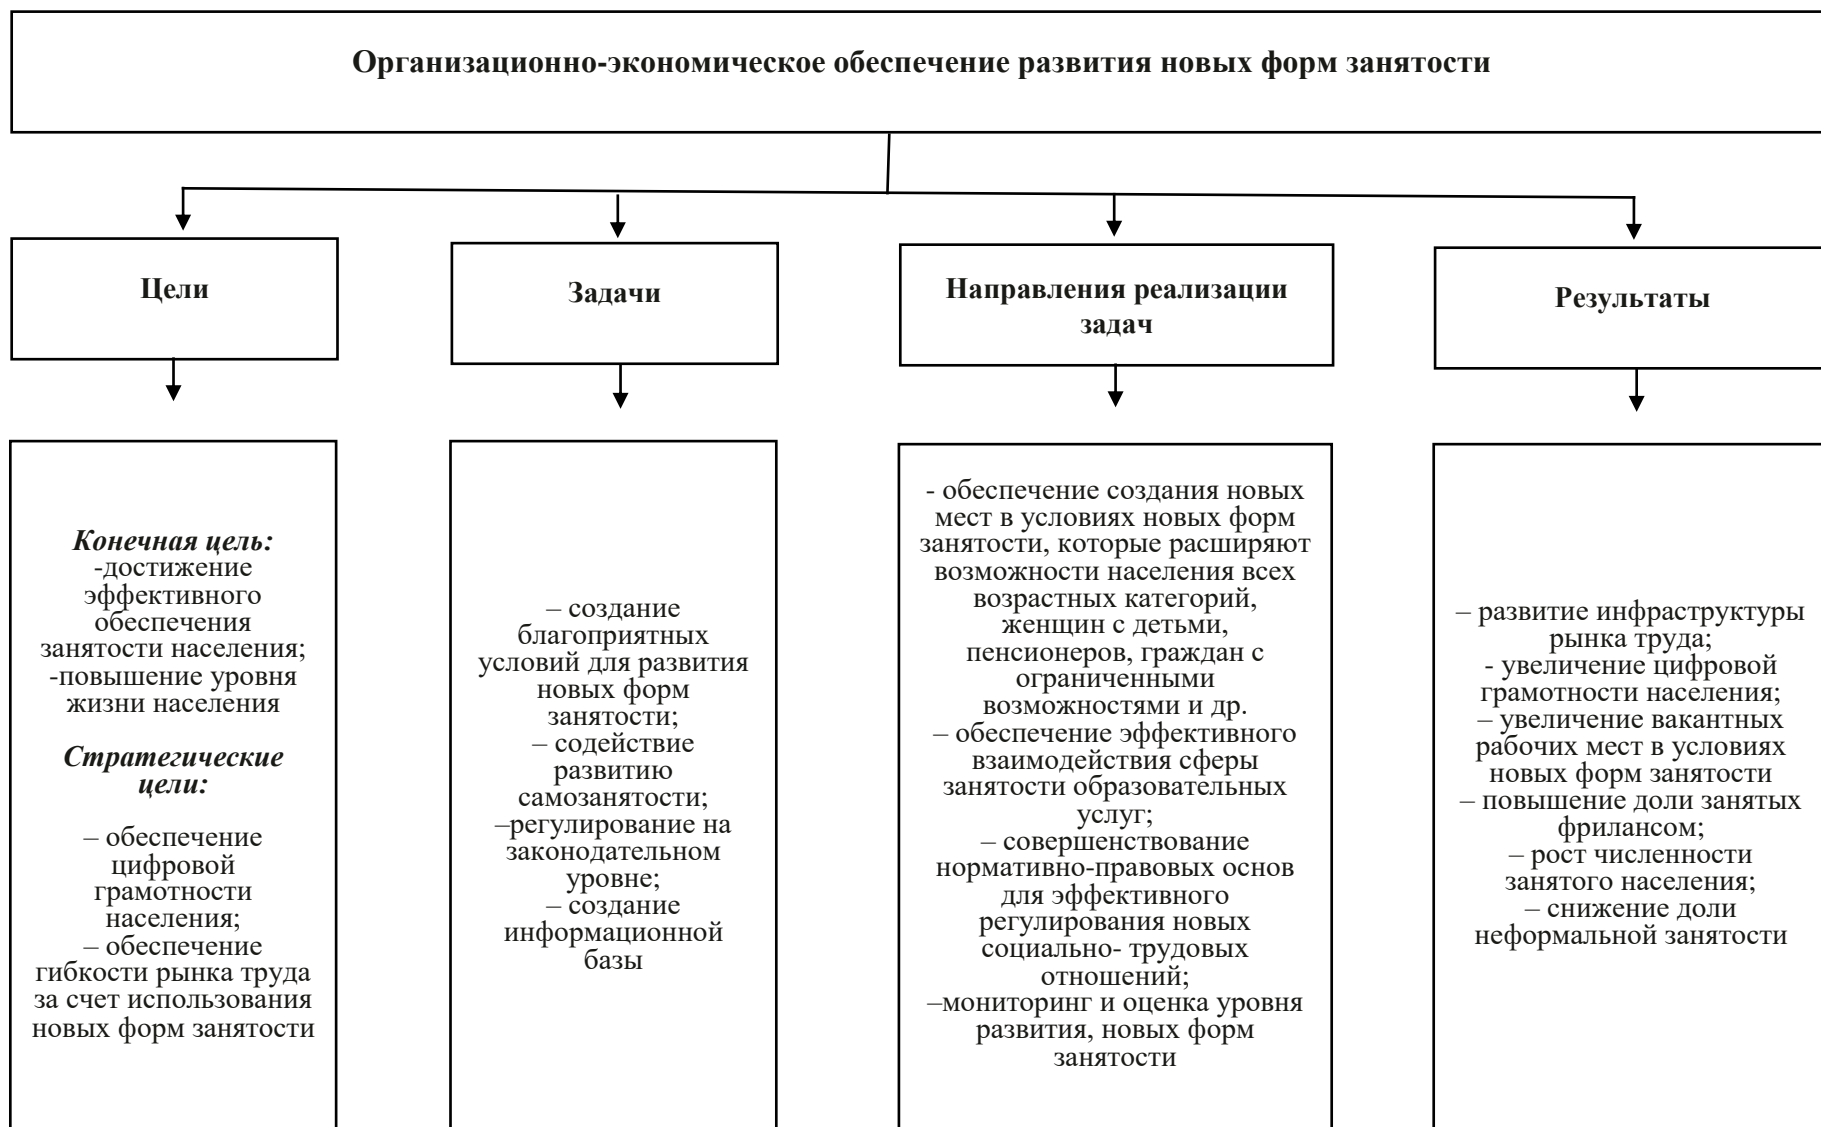 Организационно-экономическое обеспечение развития новых форм занятости
Цели
Задачи
Направления реализации
задач
Результаты
Конечная цель:
-достижение
эффективного
обеспечения
занятости населения;
-повышение уровня
жизни населения
Стратегические
цели:
– обеспечение
цифровой
грамотности
населения;
– обеспечение
гибкости рынка труда
за счет использования
новых форм занятости
– создание
благоприятных
условий для развития
новых форм
занятости;
– содействие
развитию
самозанятости;
–регулирование на
законодательном
уровне;
– создание
информационной
базы
- обеспечение создания новых
мест в условиях новых форм
занятости, которые расширяют
возможности населения всех
возрастных категорий,
женщин с детьми,
пенсионеров, граждан с
ограниченными
возможностями и др.
– обеспечение эффективного
взаимодействия сферы
занятости образовательных
услуг;
– совершенствование
нормативно-правовых основ
для эффективного
регулирования новых
социально- трудовых
отношений;
–мониторинг и оценка уровня
развития, новых форм
занятости
– развитие инфраструктуры
рынка труда;
- увеличение цифровой
грамотности населения;
– увеличение вакантных
рабочих мест в условиях
новых форм занятости
– повышение доли занятых
фрилансом;
– рост численности
занятого населения;
– снижение доли
неформальной занятости